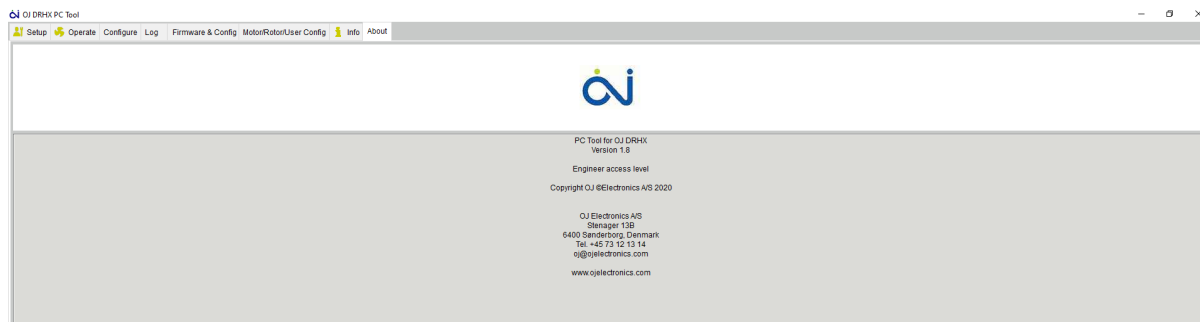 OJ DRHX PC Tool
Setup Operate Configure Log Firmware & Config Motor/Rotor/User Config Info About
PC Tool for OJ DRHX
Version 1.8
Engineer access level
Copyright OJ ©Electronics A/S 2020
OJ Electronics A/S
Stenager 13B
6400 Sønderborg, Denmark
Tel. +45 73 12 13 14
oj@ojelectronics.com
www.ojelectronics.com